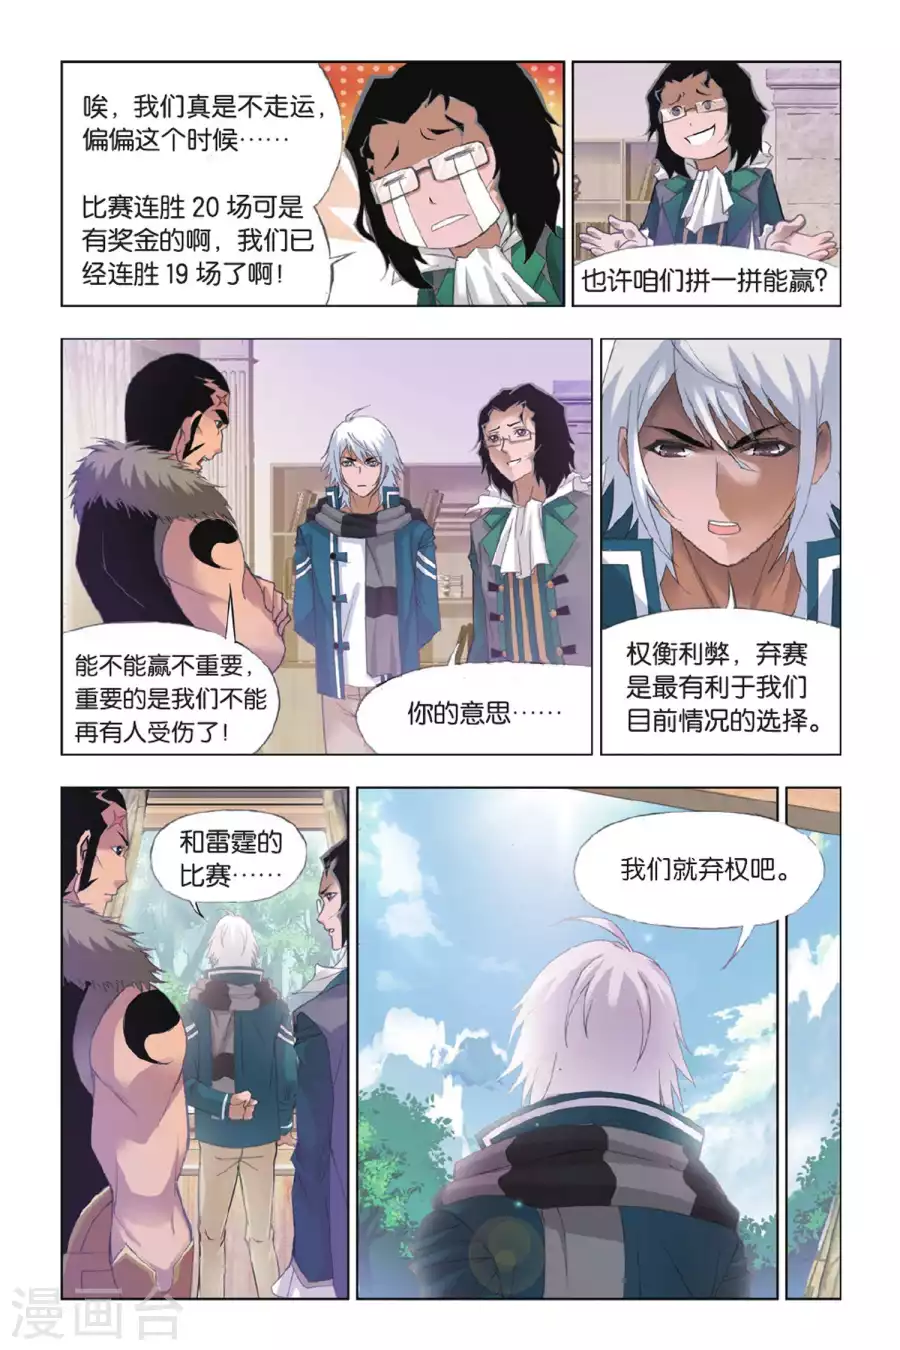 唉，我们真是不走运，
偏偏这个时候……
比赛连胜 20 场可是
有奖金的啊，我们已
经连胜 19 场了啊！
也许咱们拼一拼能赢？
能不能赢不重要，
重要的是我们不能
再有人受伤了！
你的意思……
权衡利弊，弃赛
是最有利于我们
目前情况的选择。
和雷霆的
比赛……
我们就弃权吧。
漫画台